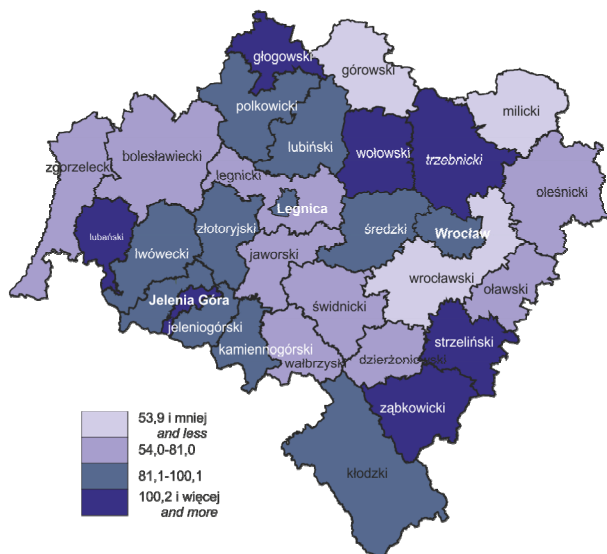 głogowski
górowski
polkowicki
milicki
lubiński
wołowski
trzebnicki
bolesławiecki
zgorzelecki
legnicki
oleśnicki
Legnica
lubański
złotoryjski
średzki
Wrocław
lwówecki
jaworski
wrocławski
oławski
Jelenia Góra
świdnicki
jeleniogórski
kamiennogórski
strzeliński
wałbrzyski
ząbkowicki
kłodzki
53,9 i mniej
and less
54,0-81,0
81,1-100,1
100,2 i więcej
and more